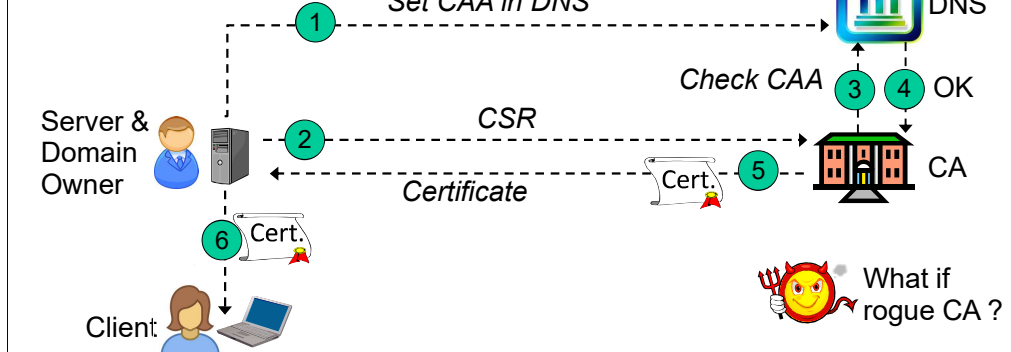 Set CAA in DNS
1
DNS
Check CAA
3
4
OK
Server &
Domain
Owner
2
CSR
CA
5
Cert.
Certificate
6
Cert.
Client
What if
rogue CA ?